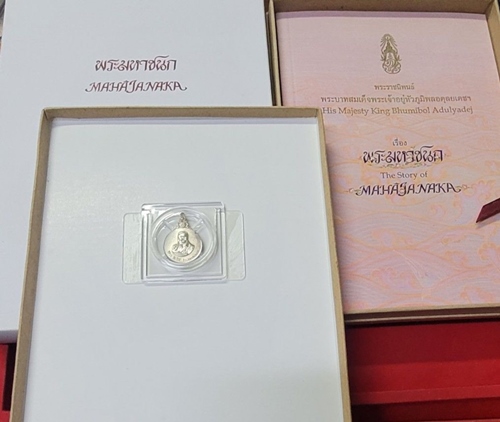 พระมหาชนก
MAHAJANAKA
พระราชนิพนธ์
พระบาทสมเด็จพระเจ้าอยู่หัวภูมิพลอดุลยเดชฯ
His Majesty King Bhumibol Adulyadej
เรื่อง
พระมหาชนก
The Story of
MAHAJANAKA